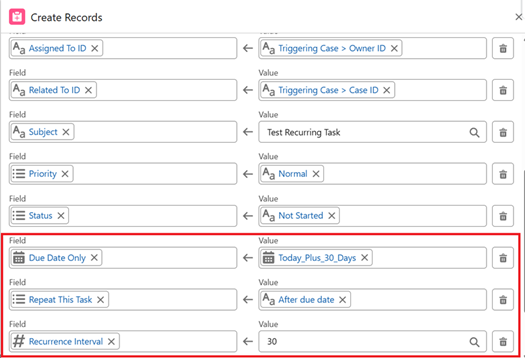 Create Records
Field Value
Assigned To ID Triggering Case > Owner ID
Field Value
Related To ID Triggering Case > Case ID
Field Value
Subject Test Recurring Task
Field Value
Priority Normal
Field Value
Status Not Started
Field Value
Due Date Only Today_Plus_30_Days
Field Value
Repeat This Task After due date
Field Value
Recurrence Interval 30